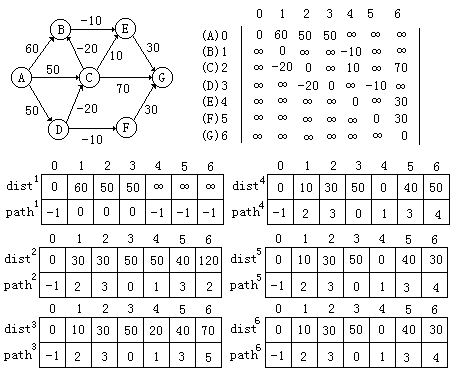 -10
B E
60 -20 10 30
50 70
A C G
50 -20 30
D F
-10
0 1 2 3 4 5 6
(A)0 0 60 50 50 ∞ ∞ ∞
(B)1 ∞ 0 ∞ ∞ -10 ∞ ∞
(C)2 ∞ -20 0 ∞ 10 ∞ 70
(D)3 ∞ ∞ -20 0 ∞ -10 ∞
(E)4 ∞ ∞ ∞ ∞ 0 ∞ 30
(F)5 ∞ ∞ ∞ ∞ ∞ 0 30
(G)6 ∞ ∞ ∞ ∞ ∞ ∞ 0
0 1 2 3 4 5 6
dist1 0 60 50 50 ∞ ∞ ∞
path1 -1 0 0 0 -1 -1 -1
0 1 2 3 4 5 6
dist2 0 30 30 50 50 40 120
path2 -1 2 3 0 1 3 2
0 1 2 3 4 5 6
dist3 0 10 30 50 20 40 70
path3 -1 2 3 0 1 3 5
0 1 2 3 4 5 6
dist4 0 10 30 50 0 40 50
path4 -1 2 3 0 1 3 4
0 1 2 3 4 5 6
dist5 0 10 30 50 0 40 30
path5 -1 2 3 0 1 3 4
0 1 2 3 4 5 6
dist6 0 10 30 50 0 40 30
path6 -1 2 3 0 1 3 4